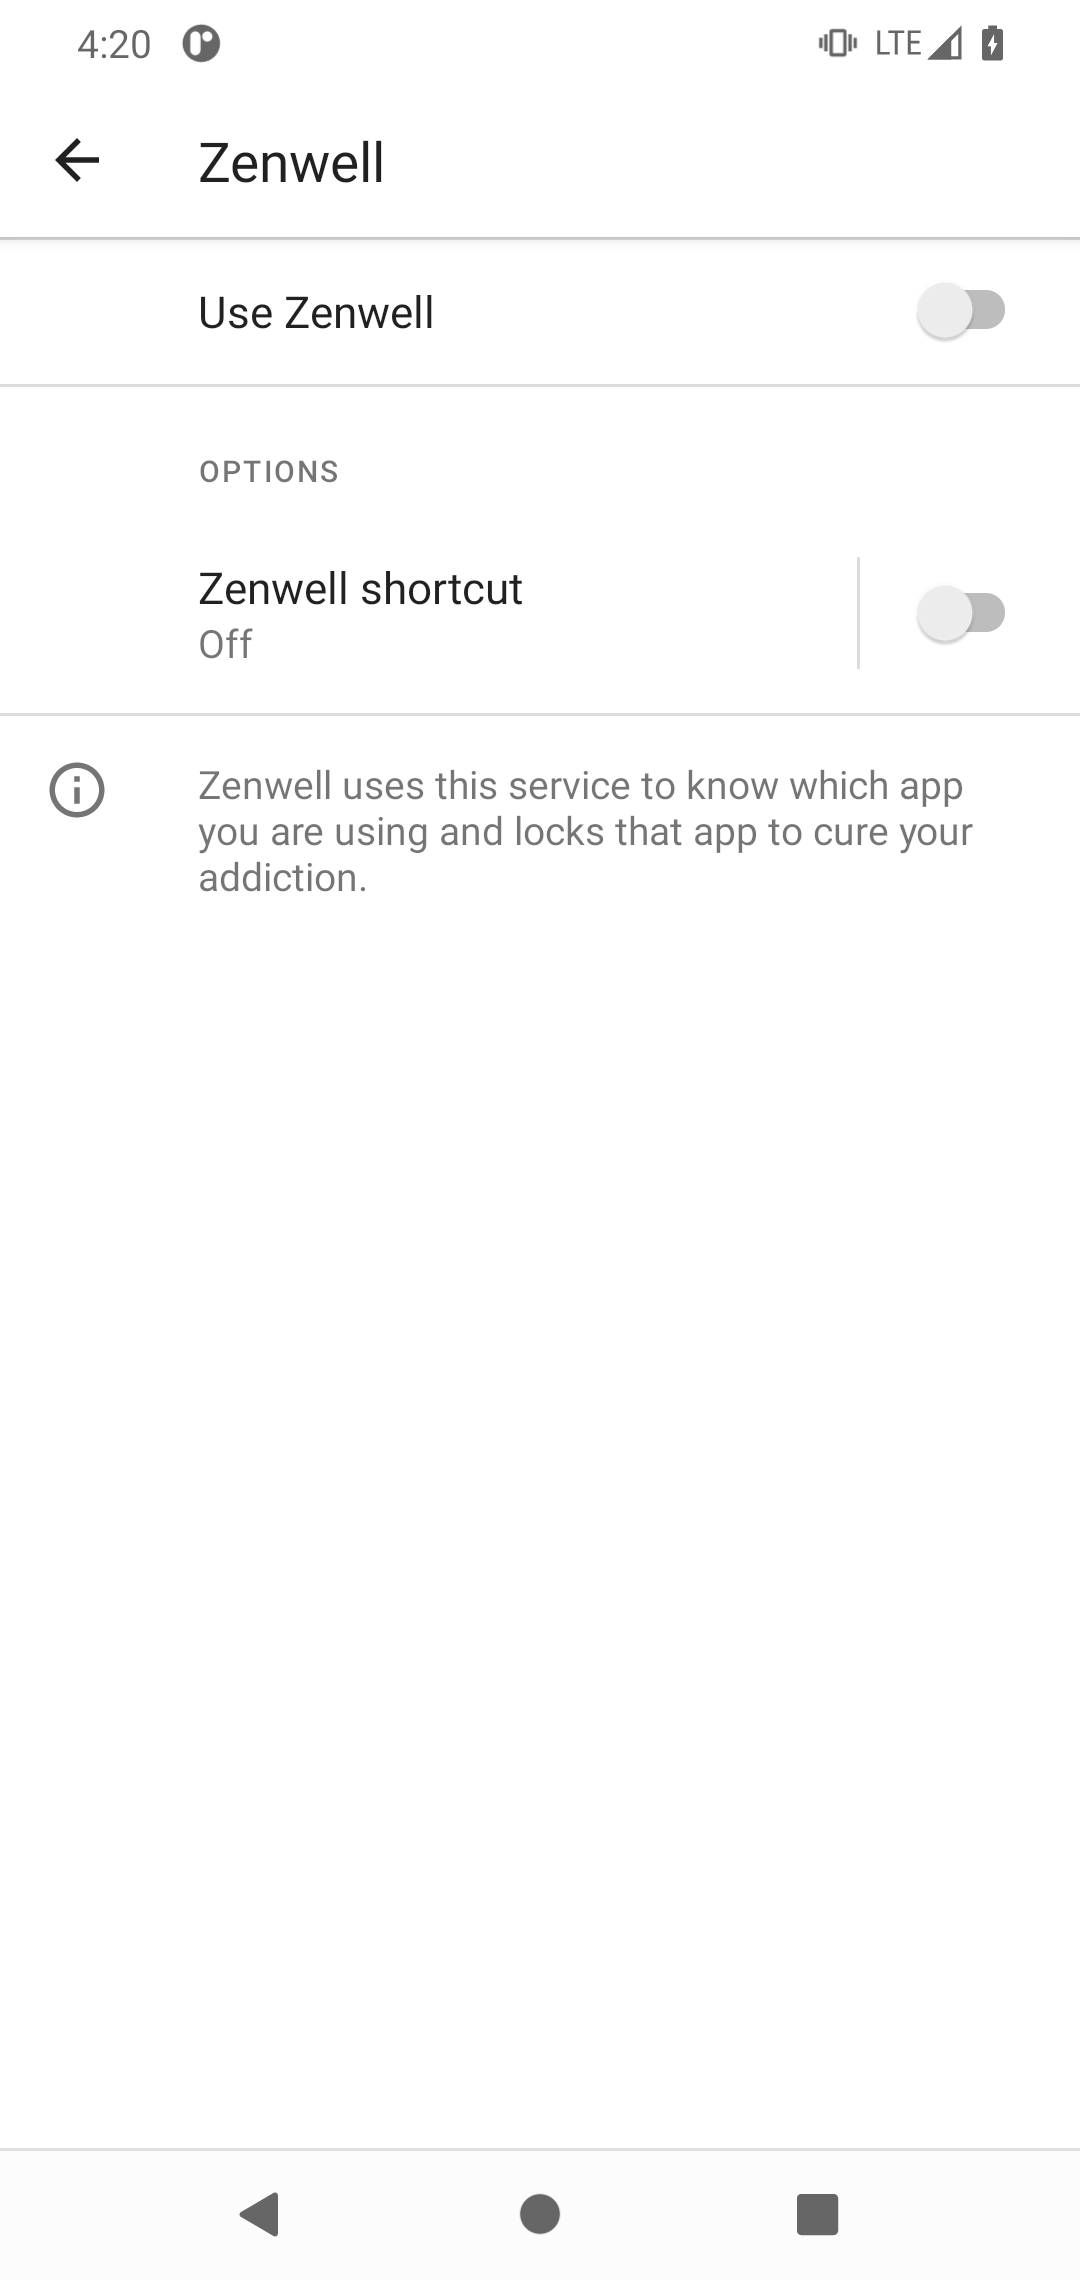 4:20 LTE
Zenwell
Use Zenwell
OPTIONS
Zenwell shortcut
Off
Zenwell uses this service to know which app
you are using and locks that app to cure your
addiction.